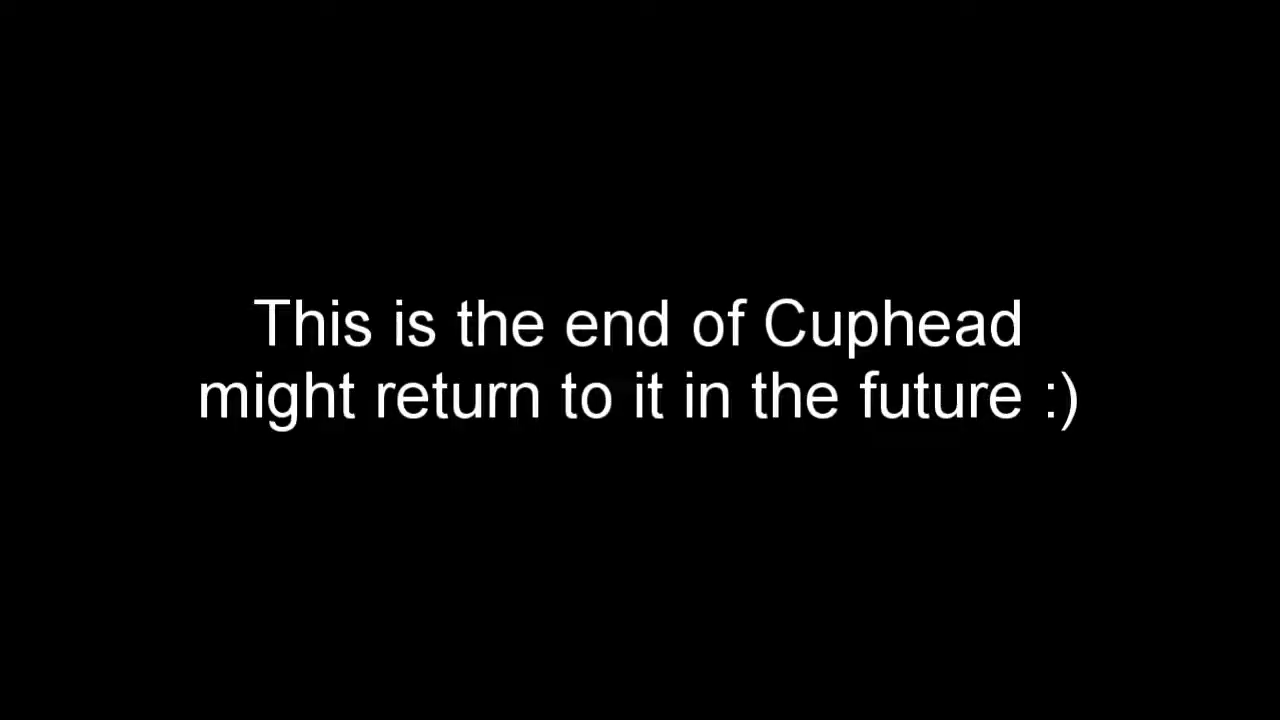 This is the end of Cuphead
might return to it in the future :)